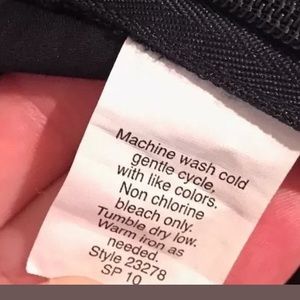 Machine wash cold
gentle cycle,
with like colors.
Non chlorine
bleach only.
Tumble dry low.
Warm iron as
needed.
Style 23278
SP 10